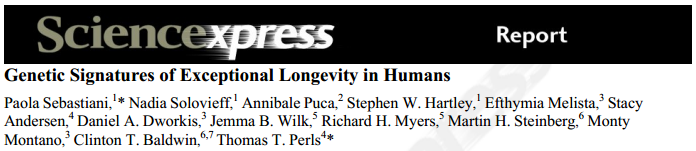 Sciencexpress Report
Genetic Signatures of Exceptional Longevity in Humans
Paola Sebastiani,1* Nadia Solovieff,1 Annibale Puca,2 Stephen W. Hartley,1 Efthymia Melista,3 Stacy
Andersen,4 Daniel A. Dworkis,3 Jemma B. Wilk,5 Richard H. Myers,5 Martin H. Steinberg,6 Monty
Montano,3 Clinton T. Baldwin,6,7 Thomas T. Perls4*